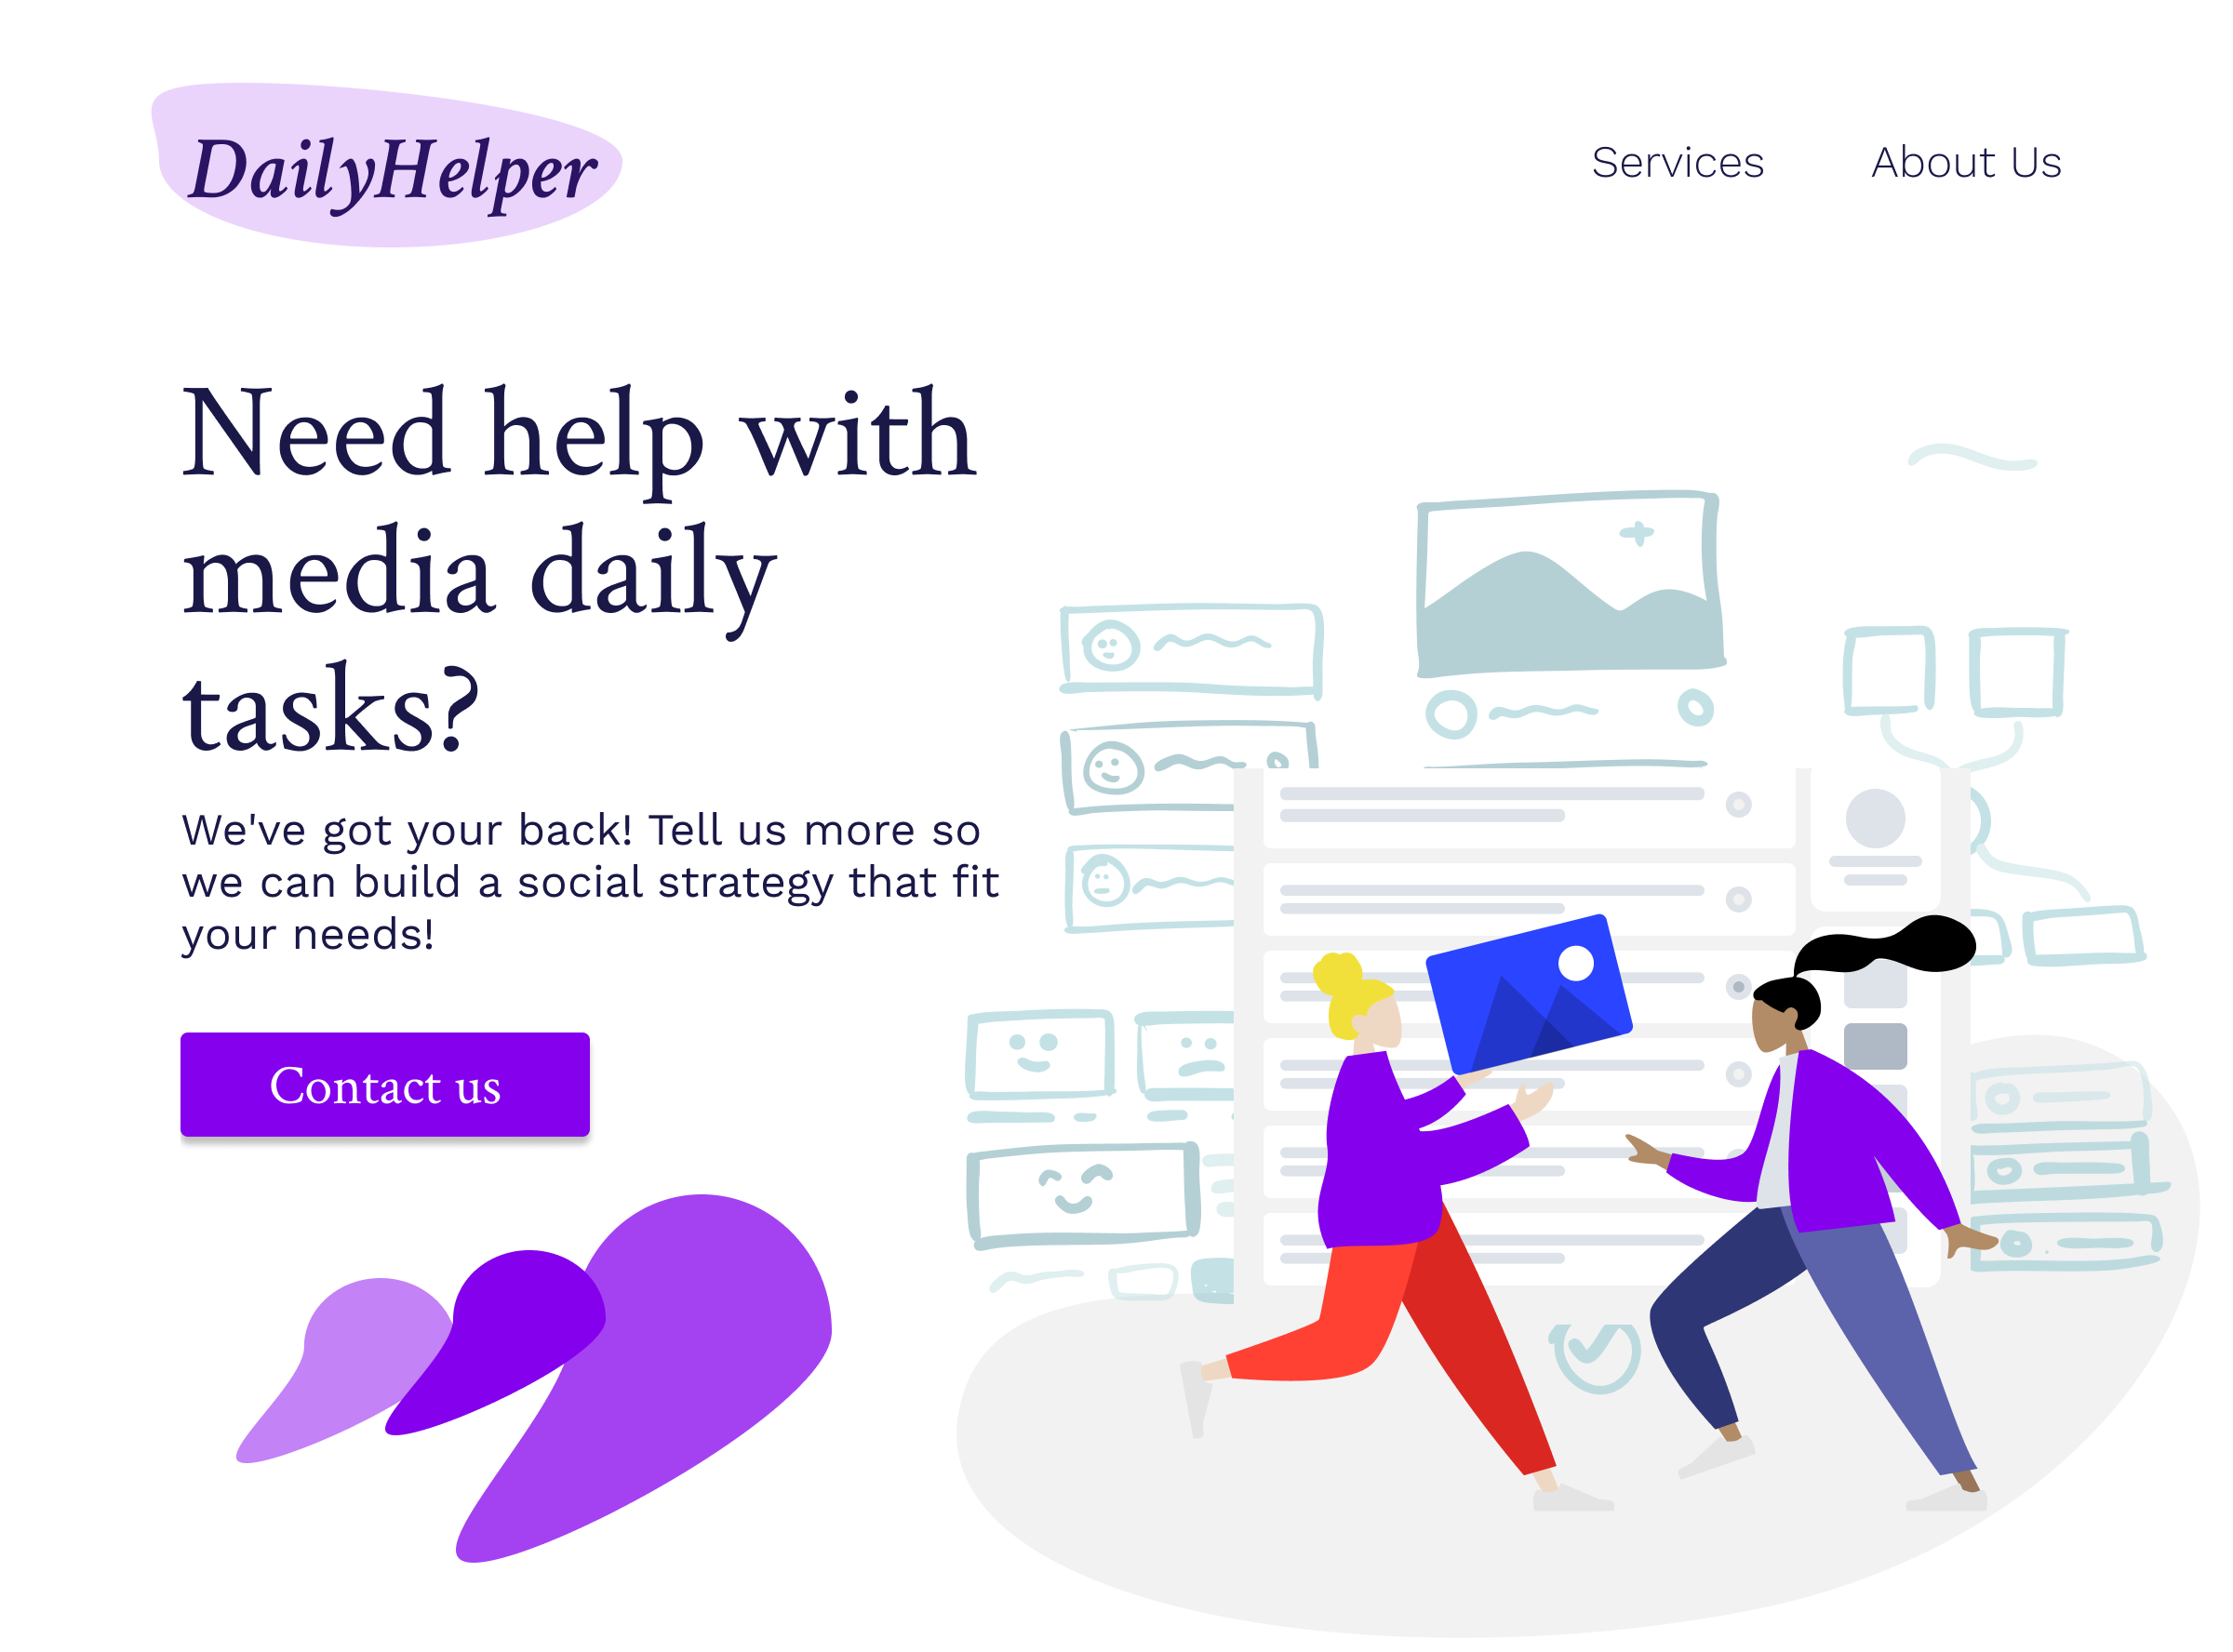 DailyHelper
Services
About Us
Need help with
media daily
tasks?
We've got your back! Tell us more so
we can build a social strategy that fit
your needs!
Contact us